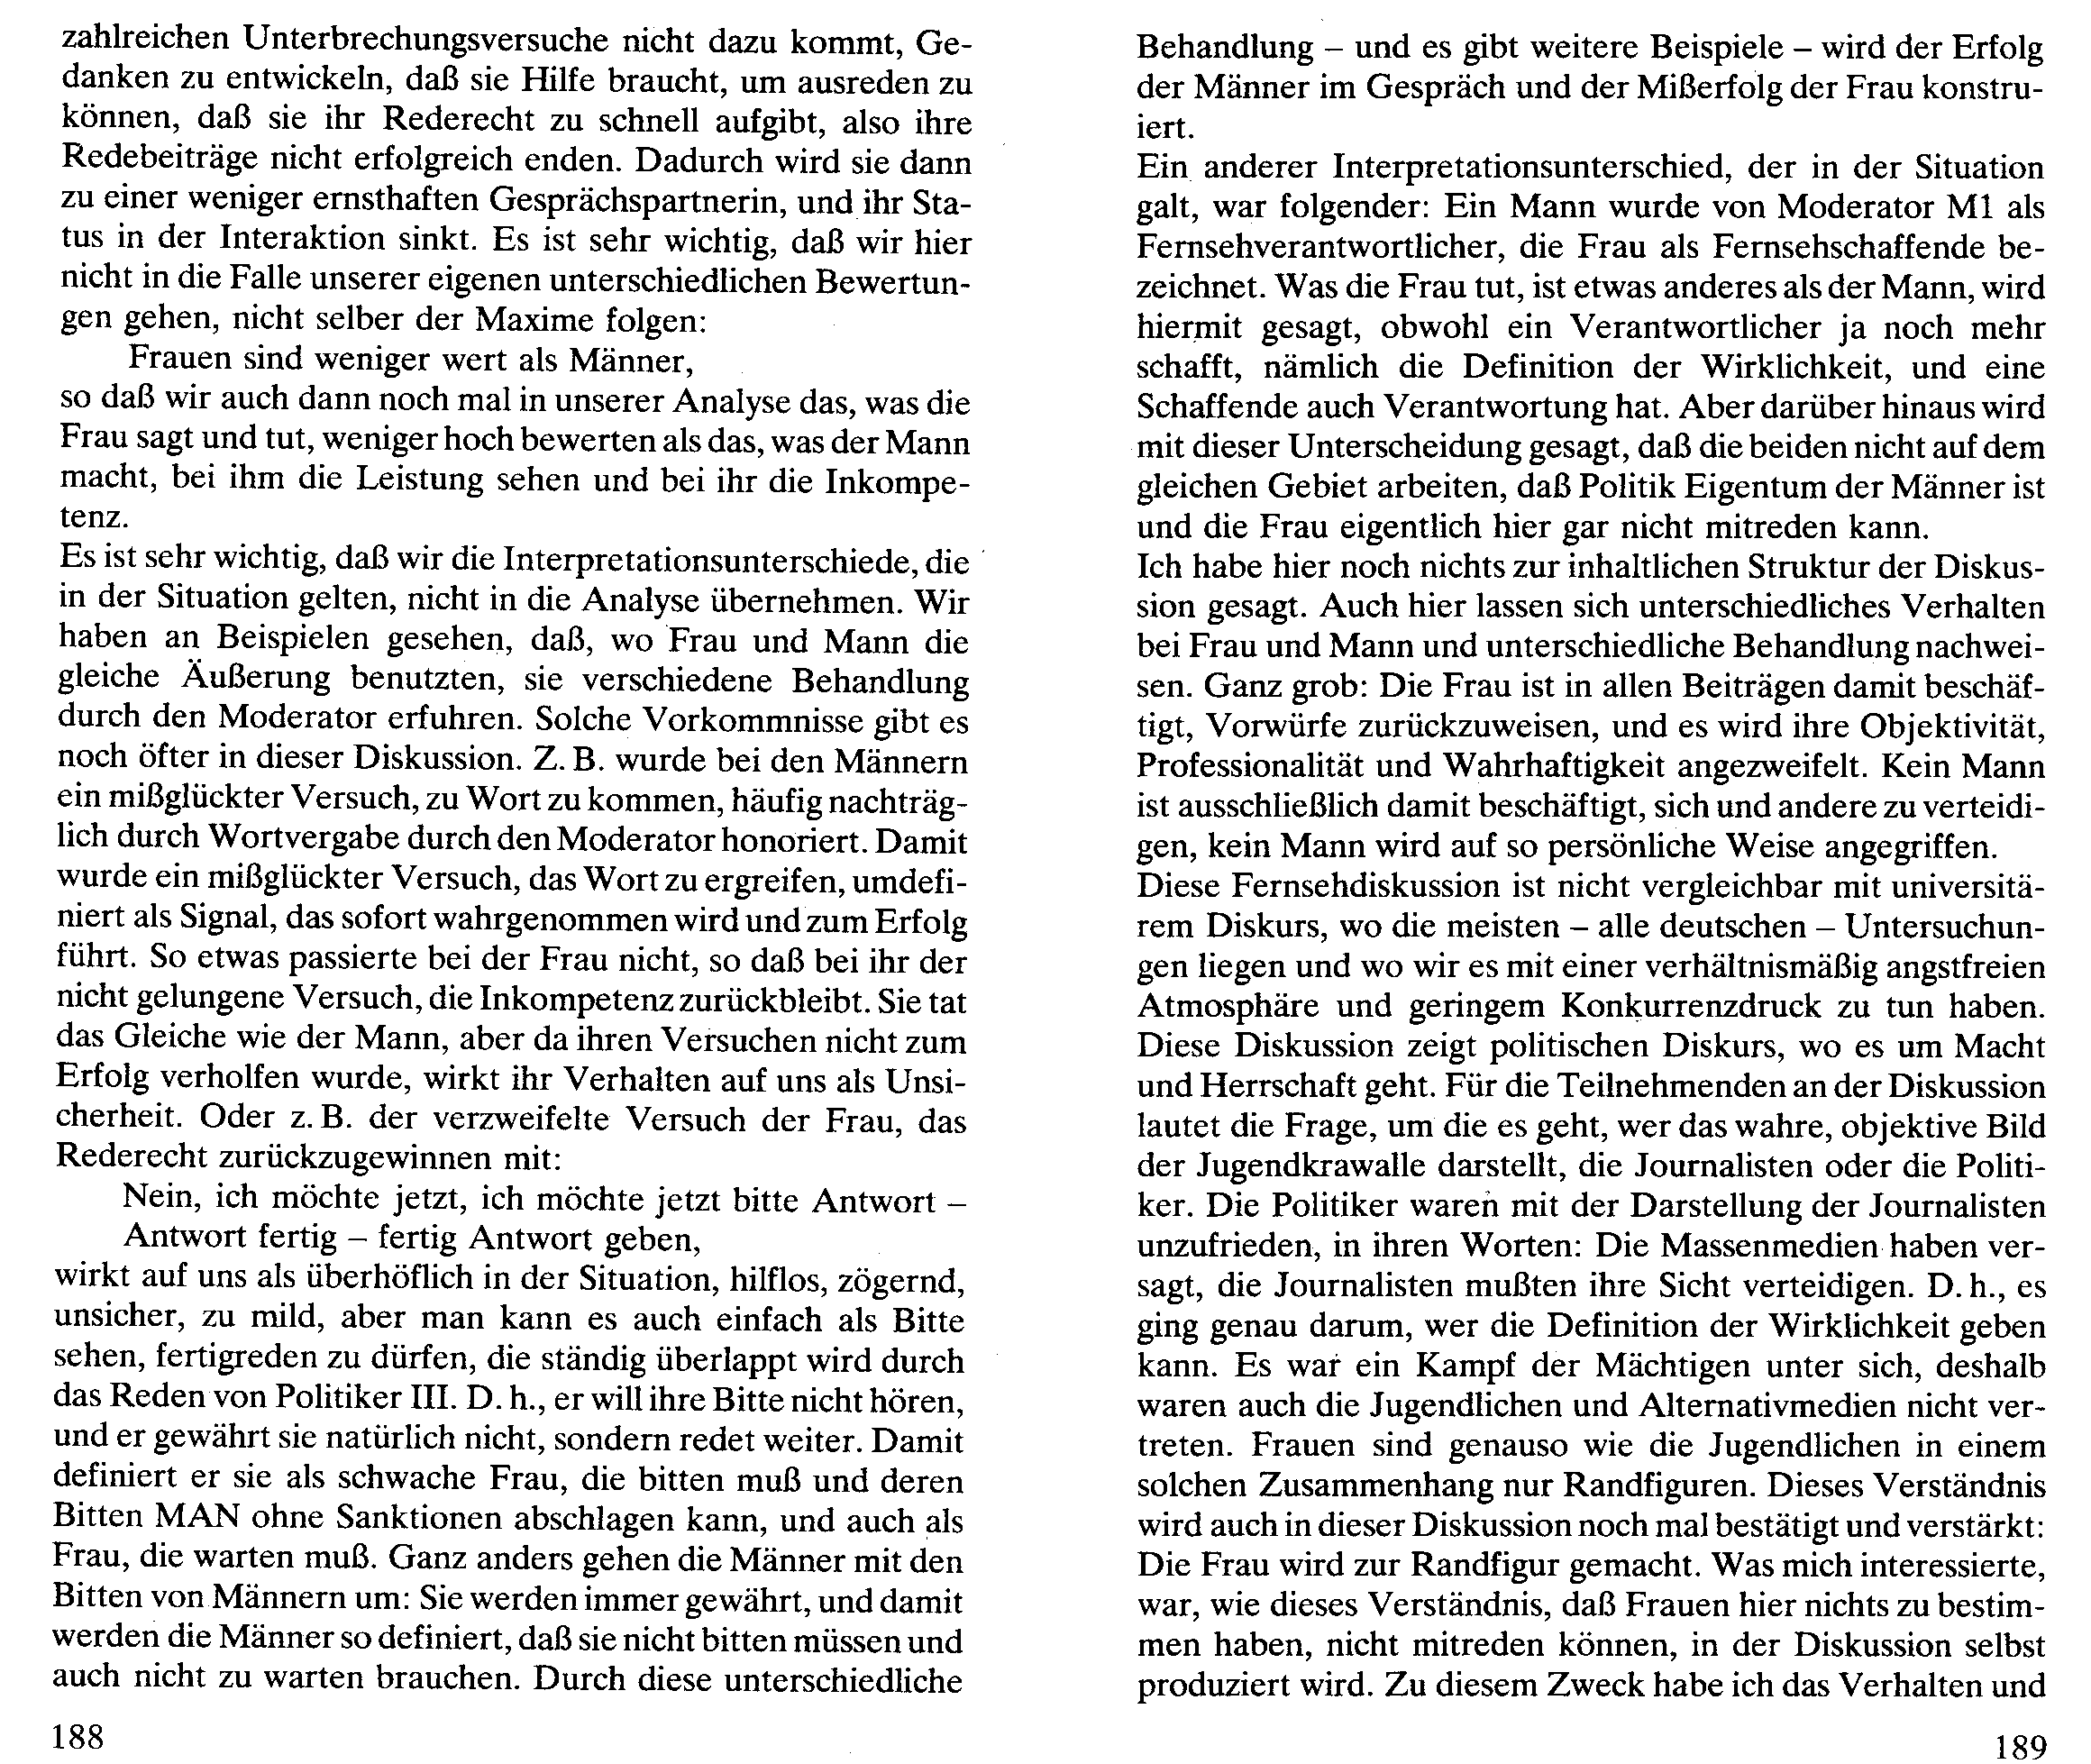 zahlreichen Unterbrechungsversuche nicht dazu kommt, Ge-
danken zu entwickeln, daß sie Hilfe braucht, um ausreden zu
können, daß sie ihr Rederecht zu schnell aufgibt, also ihre
Redebeiträge nicht erfolgreich enden. Dadurch wird sie dann
zu einer weniger ernsthaften Gesprächspartnerin, und ihr Sta-
tus in der Interaktion sinkt. Es ist sehr wichtig, daß wir hier
nicht in die Falle unserer eigenen unterschiedlichen Bewertun-
gen gehen, nicht selber der Maxime folgen:
Frauen sind weniger wert als Männer,
so daß wir auch dann noch mal in unserer Analyse das, was die
Frau sagt und tut, weniger hoch bewerten als das, was der Mann
macht, bei ihm die Leistung sehen und bei ihr die Inkompe-
tenz.
Es ist sehr wichtig, daß wir die Interpretationsunterschiede, die
in der Situation gelten, nicht in die Analyse übernehmen. Wir
haben an Beispielen gesehen, daß, wo Frau und Mann die
gleiche Äußerung benutzten, sie verschiedene Behandlung
durch den Moderator erfuhren. Solche Vorkommnisse gibt es
noch öfter in dieser Diskussion. Z. B. wurde bei den Männern
ein mißglückter Versuch, zu Wort zu kommen, häufig nachträg-
lich durch Wortvergabe durch den Moderator honoriert. Damit
wurde ein mißglückter Versuch, das Wort zu ergreifen, umdefi-
niert als Signal, das sofort wahrgenommen wird und zum Erfolg
führt. So etwas passierte bei der Frau nicht, so daß bei ihr der
nicht gelungene Versuch, die Inkompetenz zurückbleibt. Sie tat
das Gleiche wie der Mann, aber da ihren Versuchen nicht zum
Erfolg verholfen wurde, wirkt ihr Verhalten auf uns als Unsi-
cherheit. Oder z. B. der verzweifelte Versuch der Frau, das
Rederecht zurückzugewinnen mit:
Nein, ich möchte jetzt, ich möchte jetzt bitte Antwort –
Antwort fertig – fertig Antwort geben,
wirkt auf uns als überhöflich in der Situation, hilflos, zögernd,
unsicher, zu mild, aber man kann es auch einfach als Bitte
sehen, fertigreden zu dürfen, die ständig überlappt wird durch
das Reden von Politiker III. D. h., er will ihre Bitte nicht hören,
und er gewährt sie natürlich nicht, sondern redet weiter. Damit
definiert er sie als schwache Frau, die bitten muß und deren
Bitten MAN ohne Sanktionen abschlagen kann, und auch als
Frau, die warten muß. Ganz anders gehen die Männer mit den
Bitten von Männern um: Sie werden immer gewährt, und damit
werden die Männer so definiert, daß sie nicht bitten müssen und
auch nicht zu warten brauchen. Durch diese unterschiedliche
188
Behandlung – und es gibt weitere Beispiele – wird der Erfolg
der Männer im Gespräch und der Mißerfolg der Frau konstru-
iert.
Ein anderer Interpretationsunterschied, der in der Situation
galt, war folgender: Ein Mann wurde von Moderator M1 als
Fernsehverantwortlicher, die Frau als Fernsehschaffende be-
zeichnet. Was die Frau tut, ist etwas anderes als der Mann, wird
hiermit gesagt, obwohl ein Verantwortlicher ja noch mehr
schafft, nämlich die Definition der Wirklichkeit, und eine
Schaffende auch Verantwortung hat. Aber darüber hinaus wird
mit dieser Unterscheidung gesagt, daß die beiden nicht auf dem
gleichen Gebiet arbeiten, daß Politik Eigentum der Männer ist
und die Frau eigentlich hier gar nicht mitreden kann.
Ich habe hier noch nichts zur inhaltlichen Struktur der Diskus-
sion gesagt. Auch hier lassen sich unterschiedliches Verhalten
bei Frau und Mann und unterschiedliche Behandlung nachwei-
sen. Ganz grob: Die Frau ist in allen Beiträgen damit beschäf-
tigt, Vorwürfe zurückzuweisen, und es wird ihre Objektivität,
Professionalität und Wahrhaftigkeit angezweifelt. Kein Mann
ist ausschließlich damit beschäftigt, sich und andere zu verteidi-
gen, kein Mann wird auf so persönliche Weise angegriffen.
Diese Fernsehdiskussion ist nicht vergleichbar mit universitä-
rem Diskurs, wo die meisten – alle deutschen – Untersuchun-
gen liegen und wo wir es mit einer verhältnismäßig angstfreien
Atmosphäre und geringem Konkurrenzdruck zu tun haben.
Diese Diskussion zeigt politischen Diskurs, wo es um Macht
und Herrschaft geht. Für die Teilnehmenden an der Diskussion
lautet die Frage, um die es geht, wer das wahre, objektive Bild
der Jugendkrawalle darstellt, die Journalisten oder die Politi-
ker. Die Politiker waren mit der Darstellung der Journalisten
unzufrieden, in ihren Worten: Die Massenmedien haben ver-
sagt, die Journalisten mußten ihre Sicht verteidigen. D. h., es
ging genau darum, wer die Definition der Wirklichkeit geben
kann. Es war ein Kampf der Mächtigen unter sich, deshalb
waren auch die Jugendlichen und Alternativmedien nicht ver-
treten. Frauen sind genauso wie die Jugendlichen in einem
solchen Zusammenhang nur Randfiguren. Dieses Verständnis
wird auch in dieser Diskussion noch mal bestätigt und verstärkt:
Die Frau wird zur Randfigur gemacht. Was mich interessierte,
war, wie dieses Verständnis, daß Frauen hier nichts zu bestim-
men haben, nicht mitreden können, in der Diskussion selbst
produziert wird. Zu diesem Zweck habe ich das Verhalten und
189